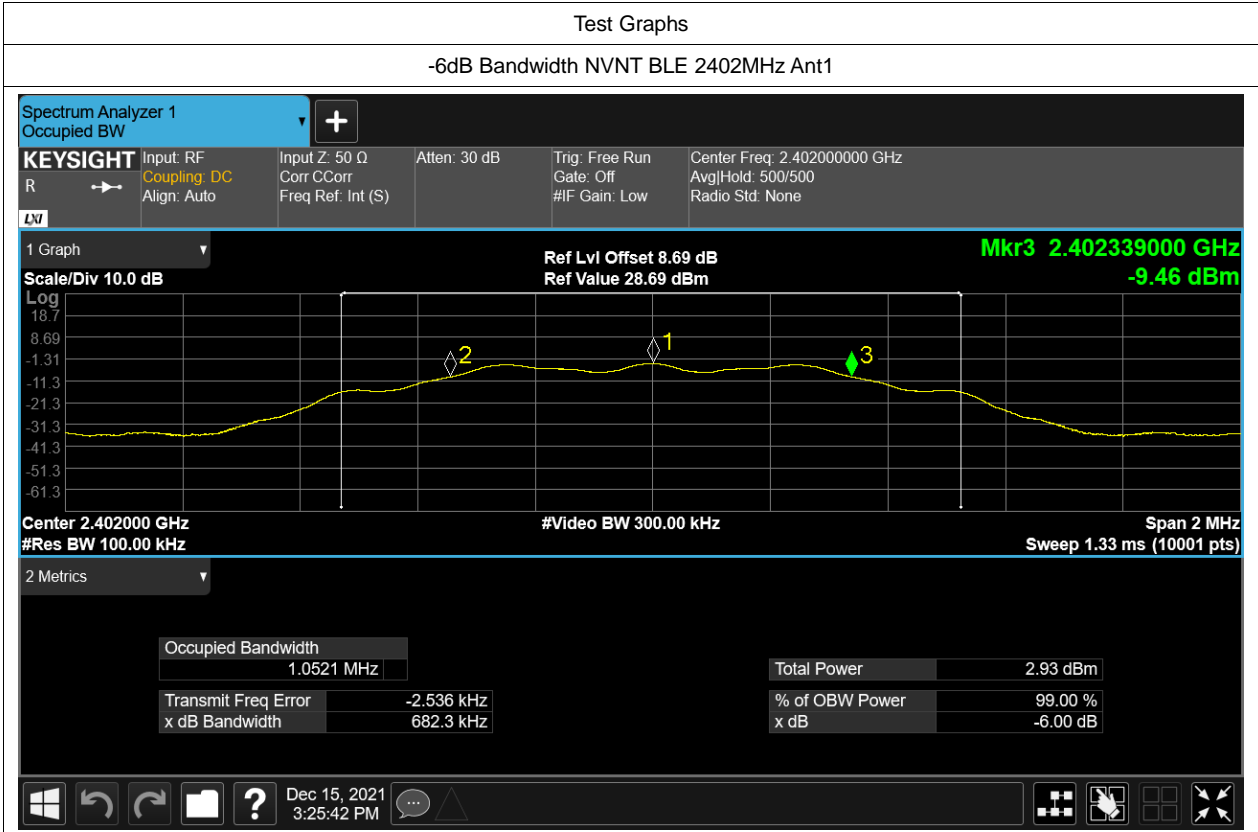 Test Graphs
-6dB Bandwidth NVNT BLE 2402MHz Ant1
Spectrum Analyzer 1
Occupied BW
KEYSIGHT
R
LXI
Input: RF
Coupling: DC
Align: Auto
Input Z: 50 Ω
Corr CCorr
Freq Ref: Int (S)
Atten: 30 dB
Trig: Free Run
Gate: Off
#IF Gain: Low
Center Freq: 2.402000000 GHz
Avg|Hold: 500/500
Radio Std: None
1 Graph
Scale/Div 10.0 dB
Ref Lvl Offset 8.69 dB
Ref Value 28.69 dBm
Mkr3 2.402339000 GHz
-9.46 dBm
Log
18.7
8.69
-1.31
-11.3
-21.3
-31.3
-41.3
-51.3
-61.3
2
1
3
Center 2.402000 GHz
#Res BW 100.00 kHz
#Video BW 300.00 kHz
Span 2 MHz
Sweep 1.33 ms (10001 pts)
2 Metrics
Occupied Bandwidth
1.0521 MHz
Transmit Freq Error -2.536 kHz
x dB Bandwidth 682.3 kHz
Total Power 2.93 dBm
% of OBW Power 99.00 %
x dB -6.00 dB
?
Dec 15, 2021
3:25:42 PM